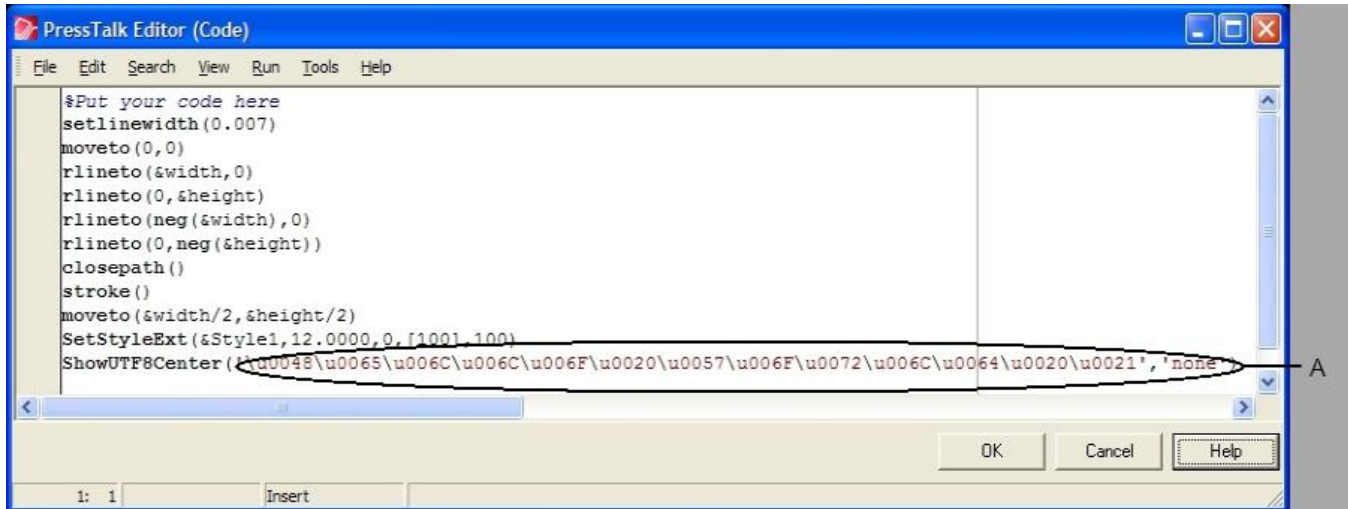 PressTalk Editor (Code)
File Edit Search View Run Tools Help
%Put your code here
setlinewidth(0.007)
moveto(0,0)
rlineto(&width,0)
rlineto(0,&height)
rlineto(neg(&width),0)
rlineto(0,neg(&height))
closepath()
stroke()
moveto(&width/2,&height/2)
SetStyleExt(&Style1,12.0000,0,[100],100)
ShowUTF8Center('\u0048\u0065\u006C\u006C\u006F\u0020\u0057\u006F\u0072\u006C\u0064\u0020\u0021','none')
A
OK Cancel Help
1: 1 Insert